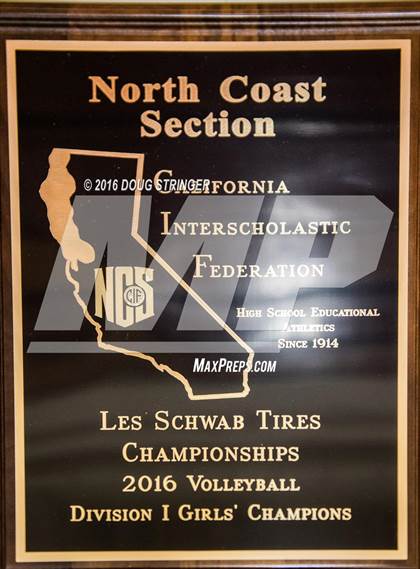 North Coast
Section
© 2016 DOUG STRINGER
California
Interscholastic
Federation
NCS
CIF
MP
High School Educational
Athletics
Since 1914
MaxPreps.com
Les Schwab Tires
Championships
2016 Volleyball
Division I Girls' Champions